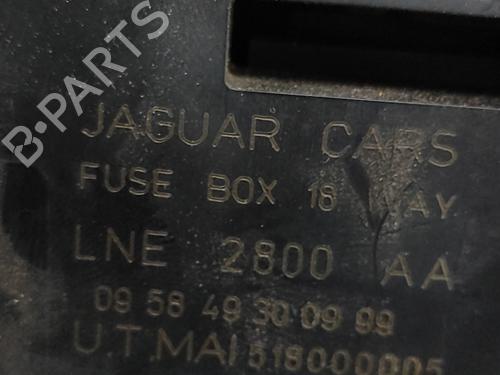 B-PARTS
JAGUAR CARS
FUSE BOX 18 WAY
LNE 2800 AA
09 58 49 30 09 99
U.T.MAI 518000005